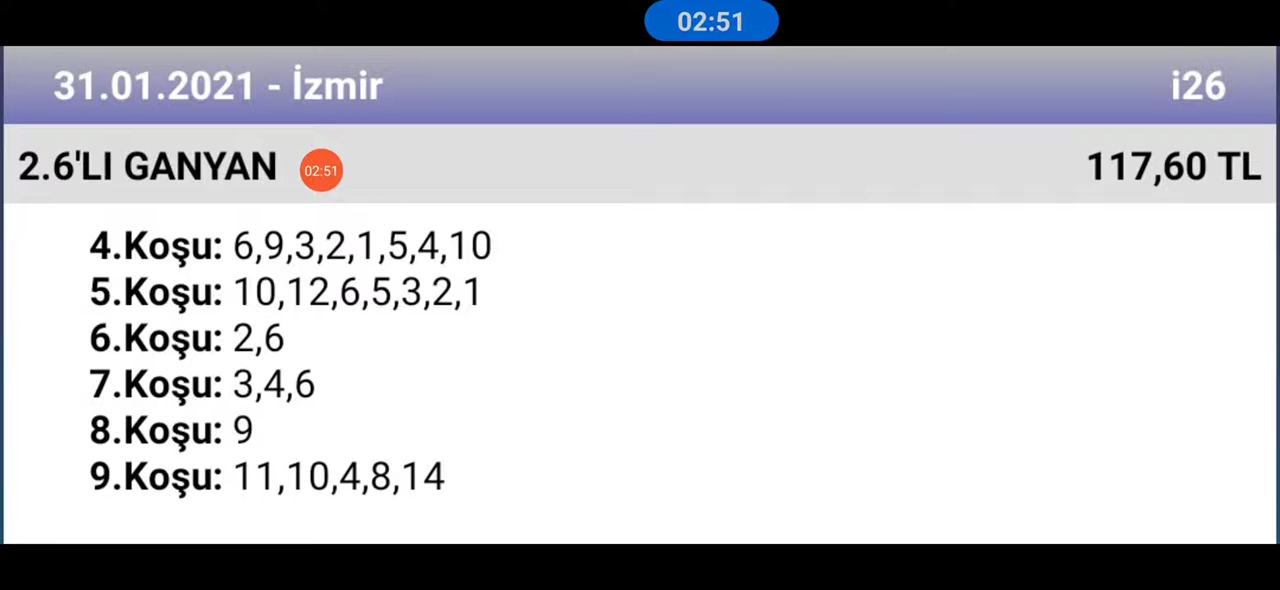 02:51
31.01.2021 - İzmir i26
2.6'LI GANYAN 02:51 117,60 TL
4.Koşu: 6,9,3,2,1,5,4,10
5.Koşu: 10,12,6,5,3,2,1
6.Koşu: 2,6
7.Koşu: 3,4,6
8.Koşu: 9
9.Koşu: 11,10,4,8,14